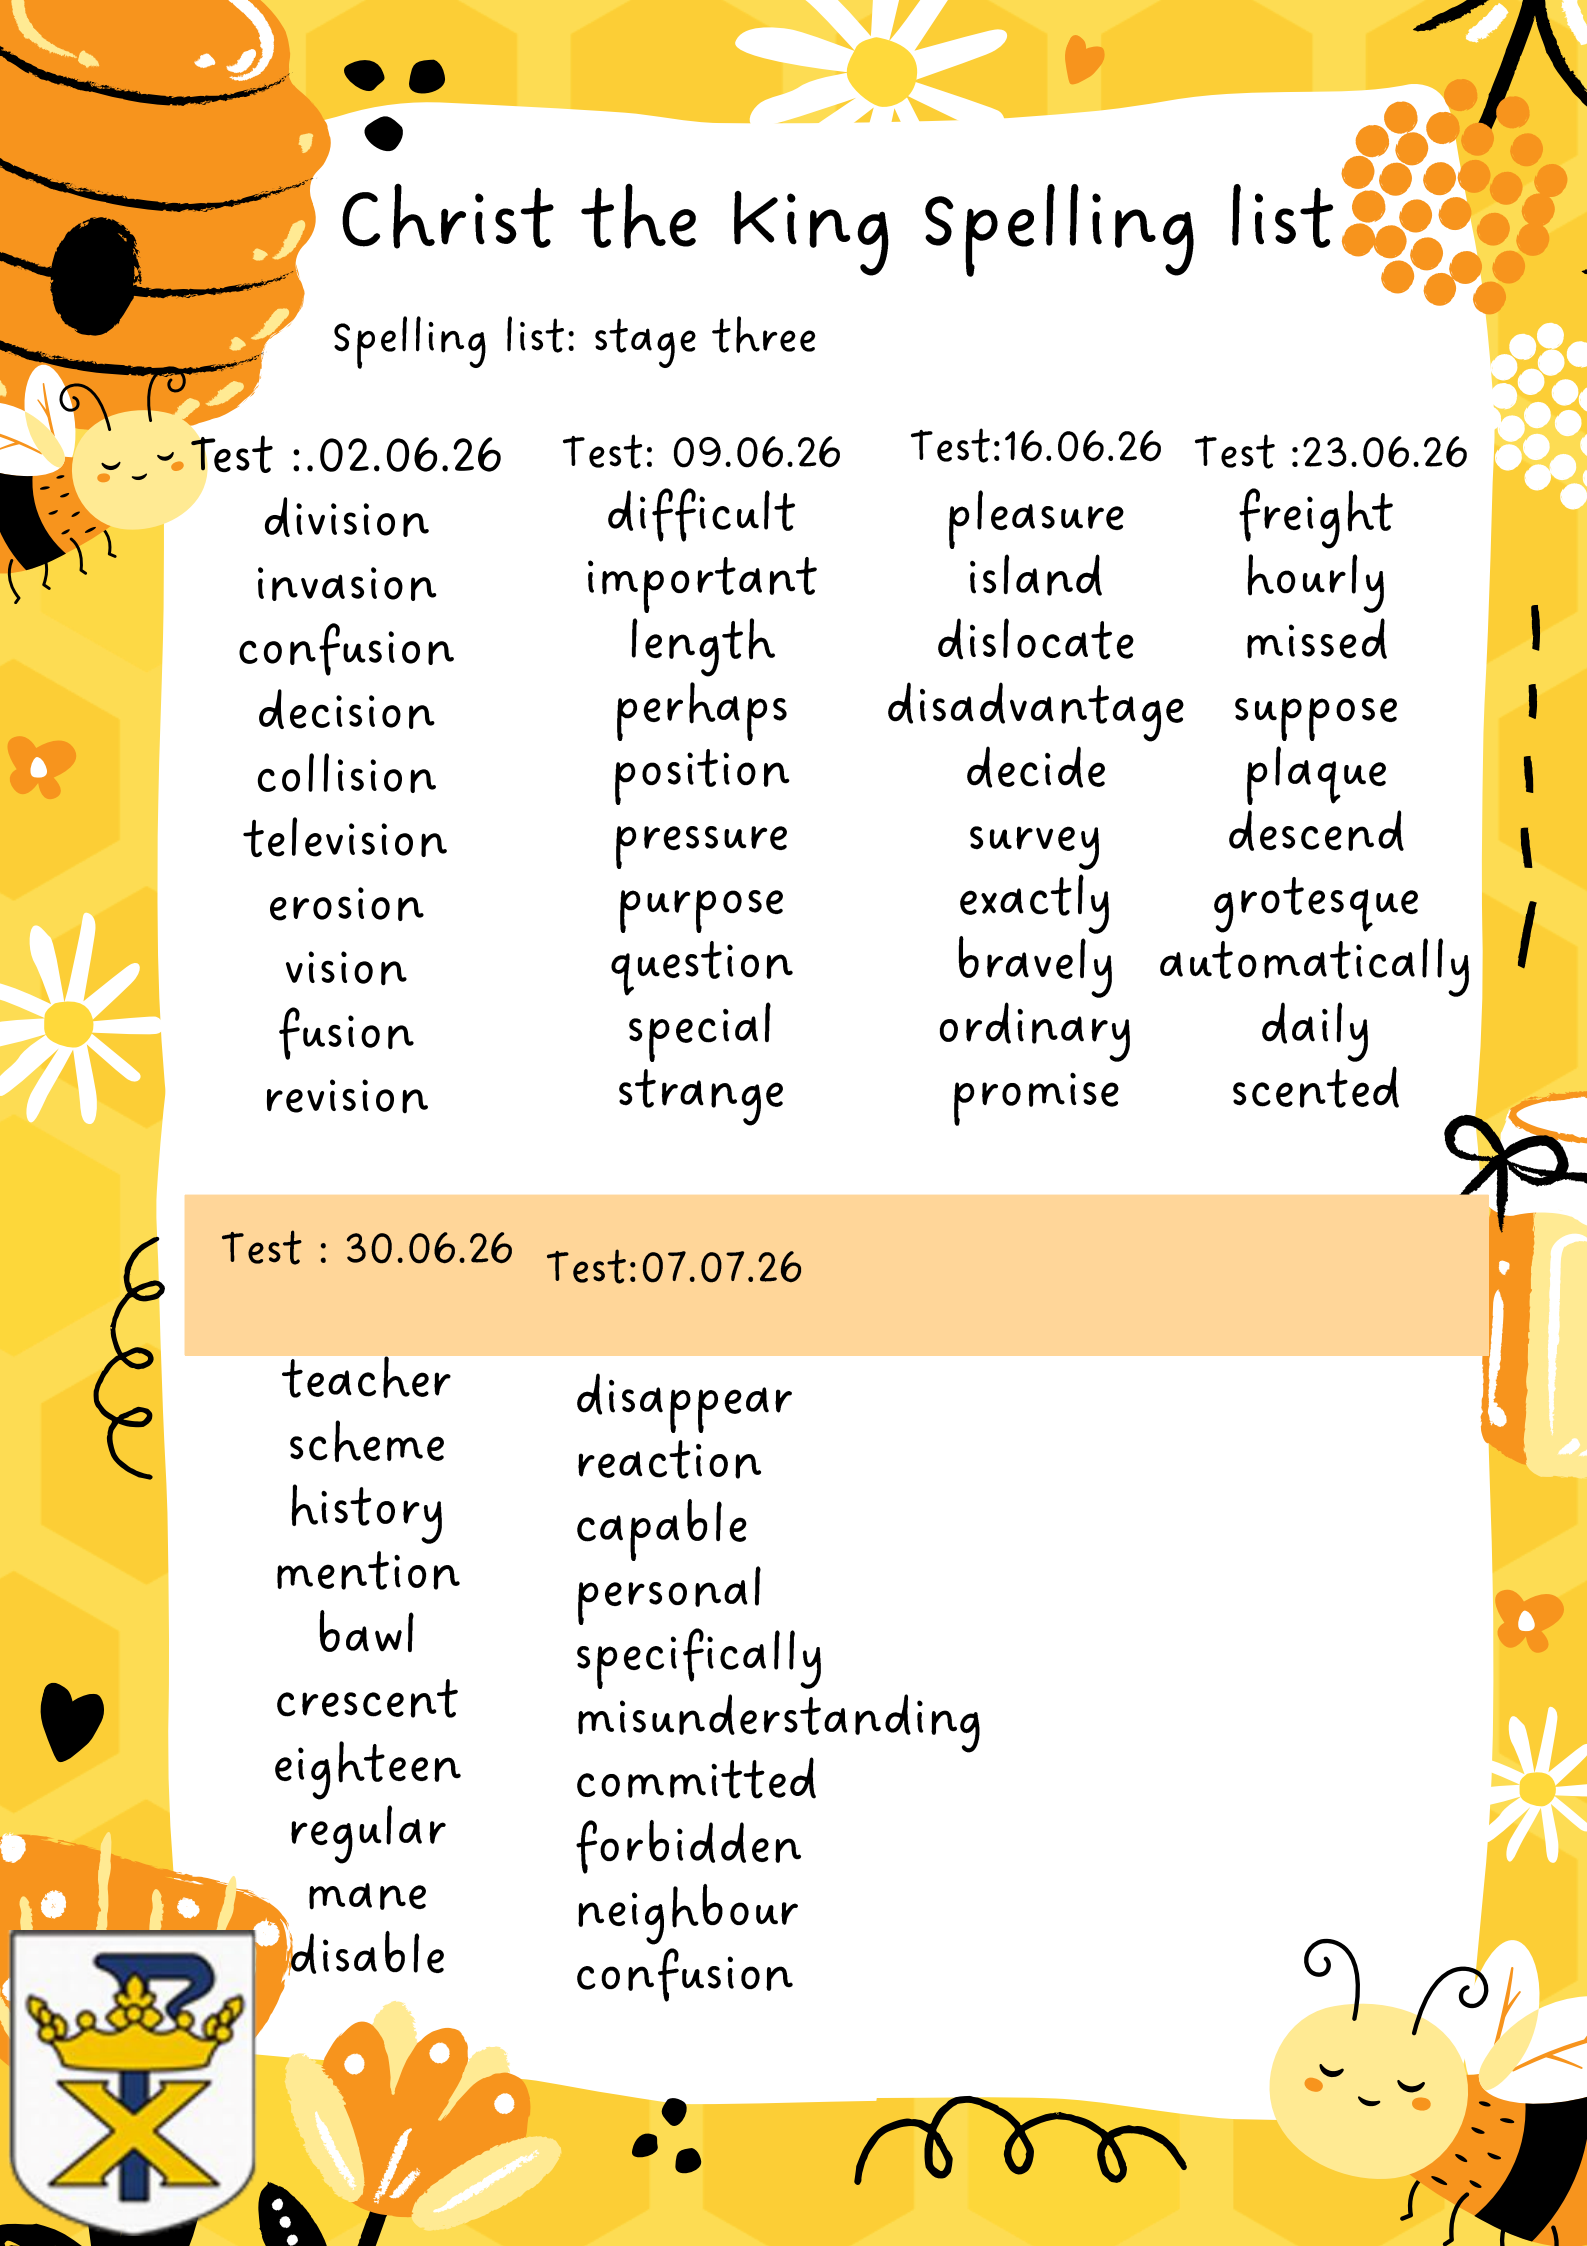 Christ the King Spelling list
Spelling list: stage three
Test :.02.06.26
division
invasion
confusion
decision
collision
television
erosion
vision
fusion
revision
Test: 09.06.26
difficult
important
length
perhaps
position
pressure
purpose
question
special
strange
Test:16.06.26
pleasure
island
dislocate
disadvantage
decide
survey
exactly
bravely
ordinary
promise
Test :23.06.26
freight
hourly
missed
suppose
plaque
descend
grotesque
automatically
daily
scented
Test : 30.06.26
teacher
scheme
history
mention
bawl
crescent
eighteen
regular
mane
disable
Test:07.07.26
disappear
reaction
capable
personal
specifically
misunderstanding
committed
forbidden
neighbour
confusion